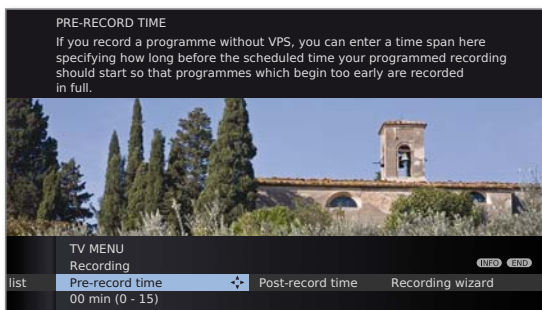 PRE-RECORD TIME
If you record a programme without VPS, you can enter a time span here
specifying how long before the scheduled time your programmed recording
should start so that programmes which begin too early are recorded
in full.
TV MENU
Recording
INFO END
list Pre-record time Post-record time Recording wizard
00 min (0 - 15)